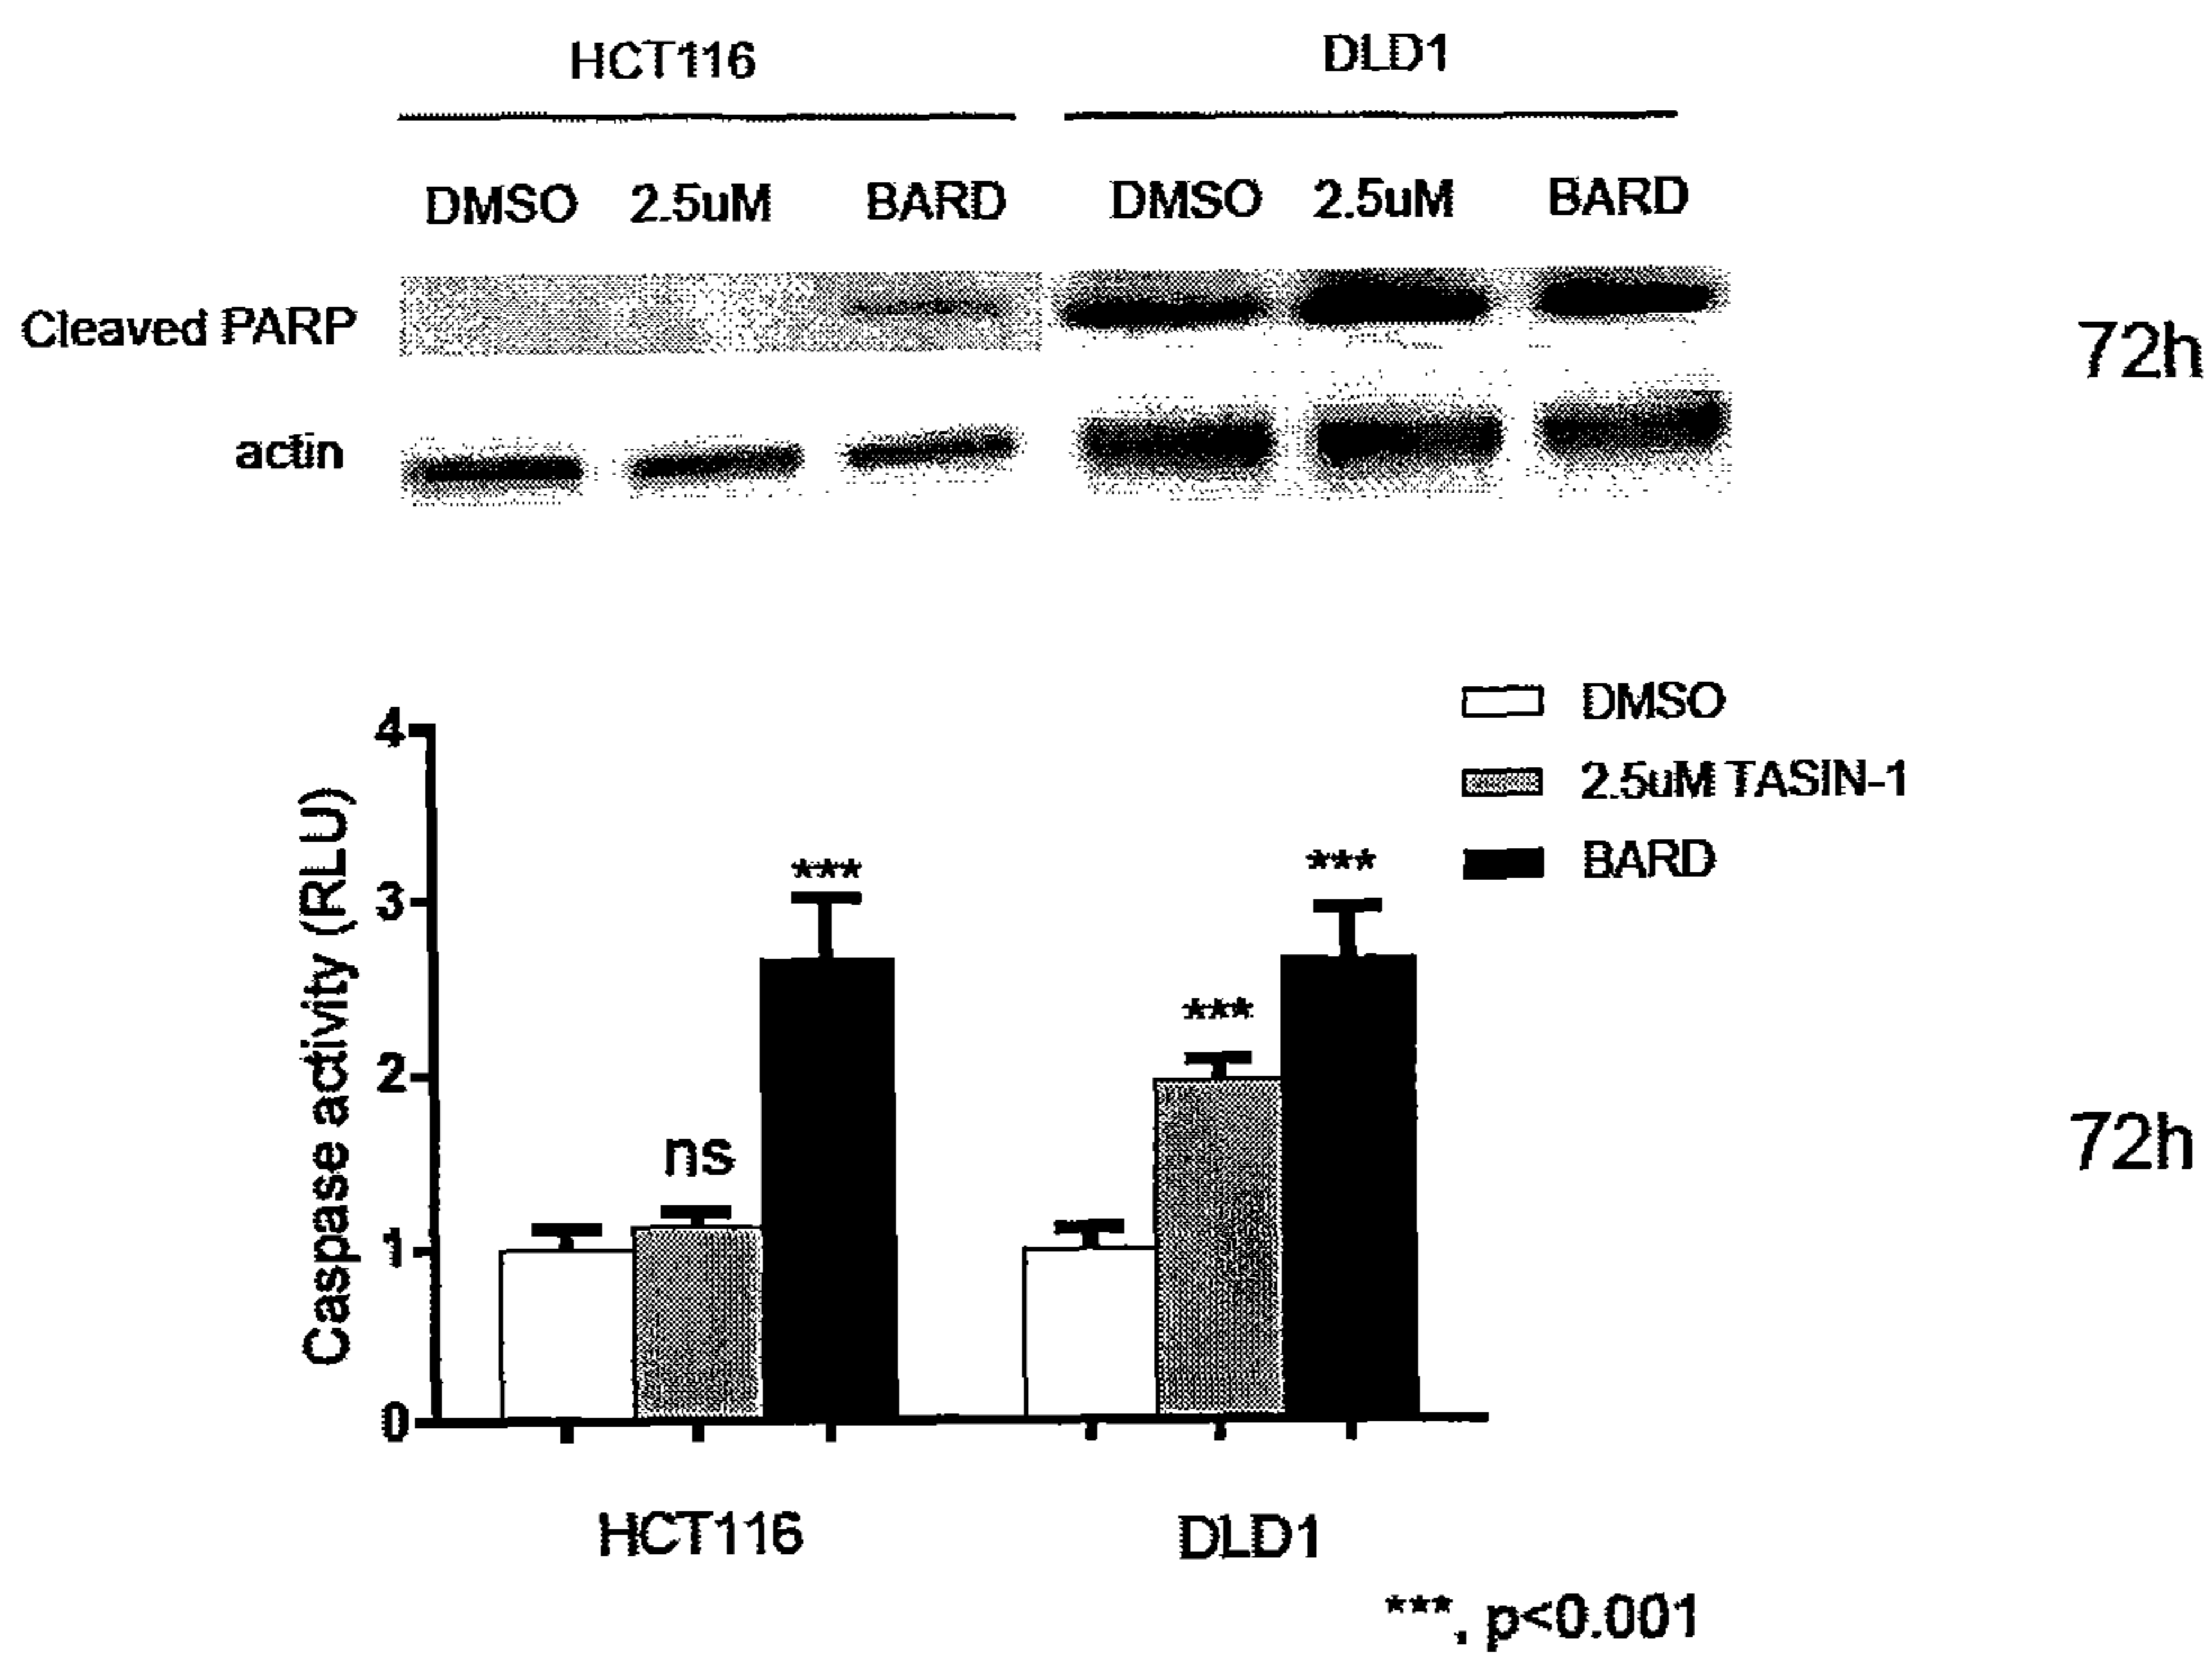 HCT116 DLD1
DMSO 2.5uM BARD DMSO 2.5uM BARD
Cleaved PARP
72h
actin
DMSO
2.5uM TASIN-1
BARD
Caspase activity (RLU)
4
3
2
1
0
***
ns
***
***
72h
HCT116 DLD1
***, p<0.001